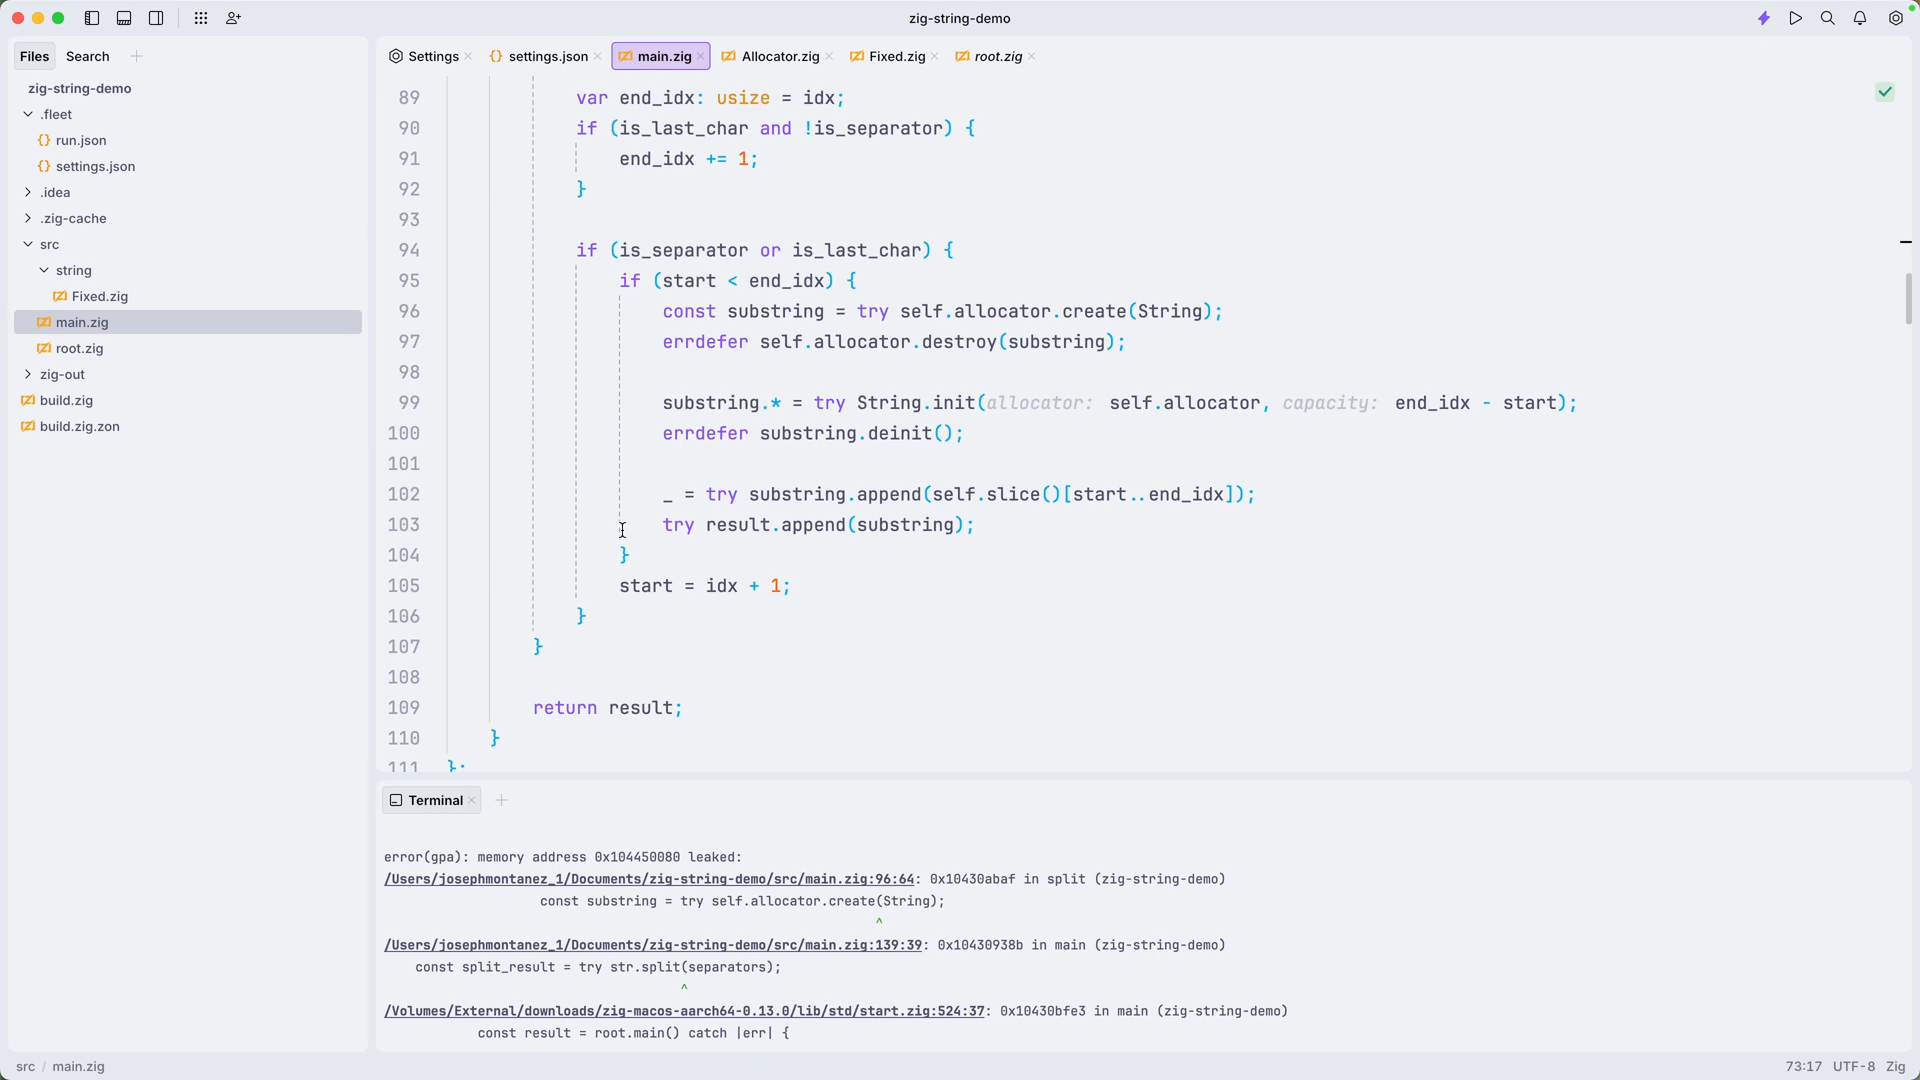 zig-string-demo
Files Search
Settings settings.json main.zig Allocator.zig Fixed.zig root.zig
zig-string-demo
.fleet
run.json
settings.json
.idea
.zig-cache
src
string
Fixed.zig
main.zig
root.zig
zig-out
build.zig
build.zig.zon
89 var end_idx: usize = idx;
90 if (is_last_char and !is_separator) {
91 end_idx += 1;
92 }
93
94 if (is_separator or is_last_char) {
95 if (start < end_idx) {
96 const substring = try self.allocator.create(String);
97 errdefer self.allocator.destroy(substring);
98
99 substring.* = try String.init(allocator: self.allocator, capacity: end_idx - start);
100 errdefer substring.deinit();
101
102 _ = try substring.append(self.slice()[start..end_idx]);
103 try result.append(substring);
104 }
105 start = idx + 1;
106 }
107 }
108
109 return result;
110 }
111 };
Terminal
error(gpa): memory address 0x104450080 leaked:
/Users/josephmontanez_1/Documents/zig-string-demo/src/main.zig:96:64: 0x10430abaf in split (zig-string-demo)
const substring = try self.allocator.create(String);
^
/Users/josephmontanez_1/Documents/zig-string-demo/src/main.zig:139:39: 0x10430938b in main (zig-string-demo)
const split_result = try str.split(separators);
^
/Volumes/External/downloads/zig-macos-aarch64-0.13.0/lib/std/start.zig:524:37: 0x10430bfe3 in main (zig-string-demo)
const result = root.main() catch |err| {
src / main.zig
73:17 UTF-8 Zig